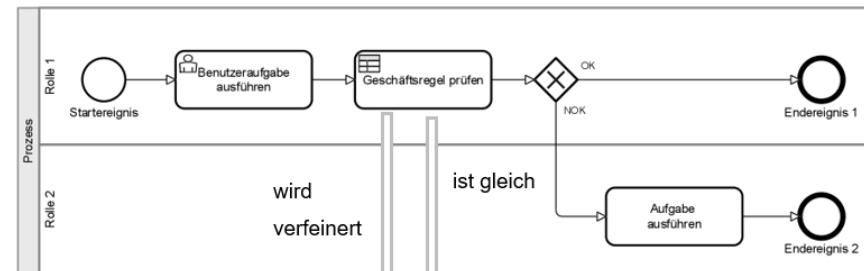 Prozess
Rolle 1
Startereignis
Benutzeraufgabe
ausführen
Geschäftsregel prüfen
OK
NOK
Endereignis 1
Rolle 2
wird
verfeinert
ist gleich
Aufgabe
ausführen
Endereignis 2